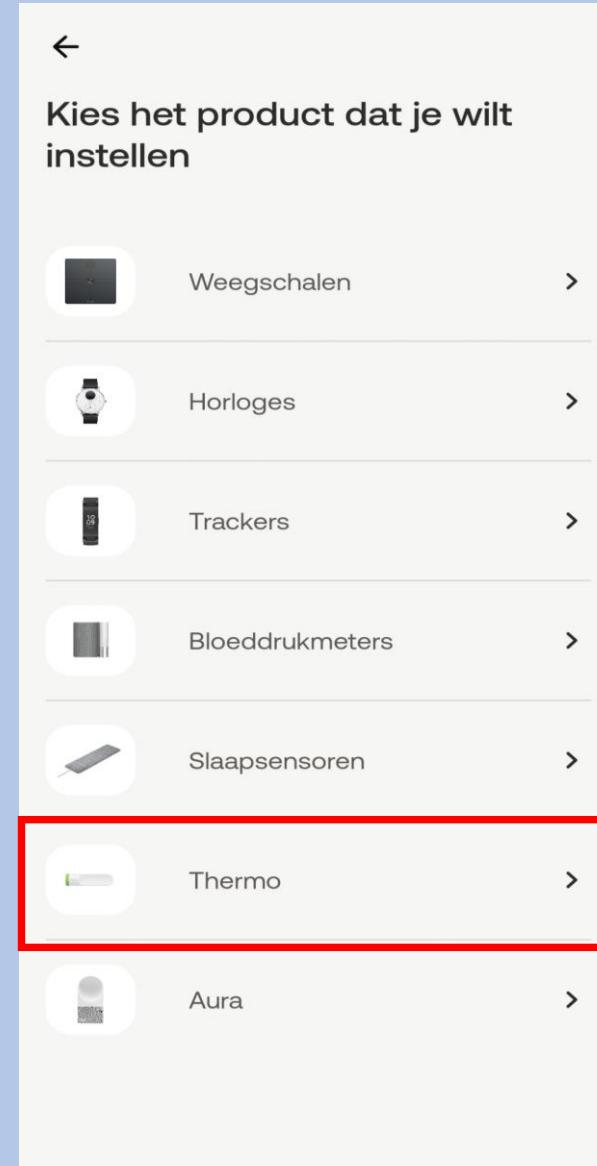 Kies het product dat je wilt
instellen
Weegschalen
Horloges
Trackers
Bloeddrukmeters
Slaapsensoren
Thermo
Aura